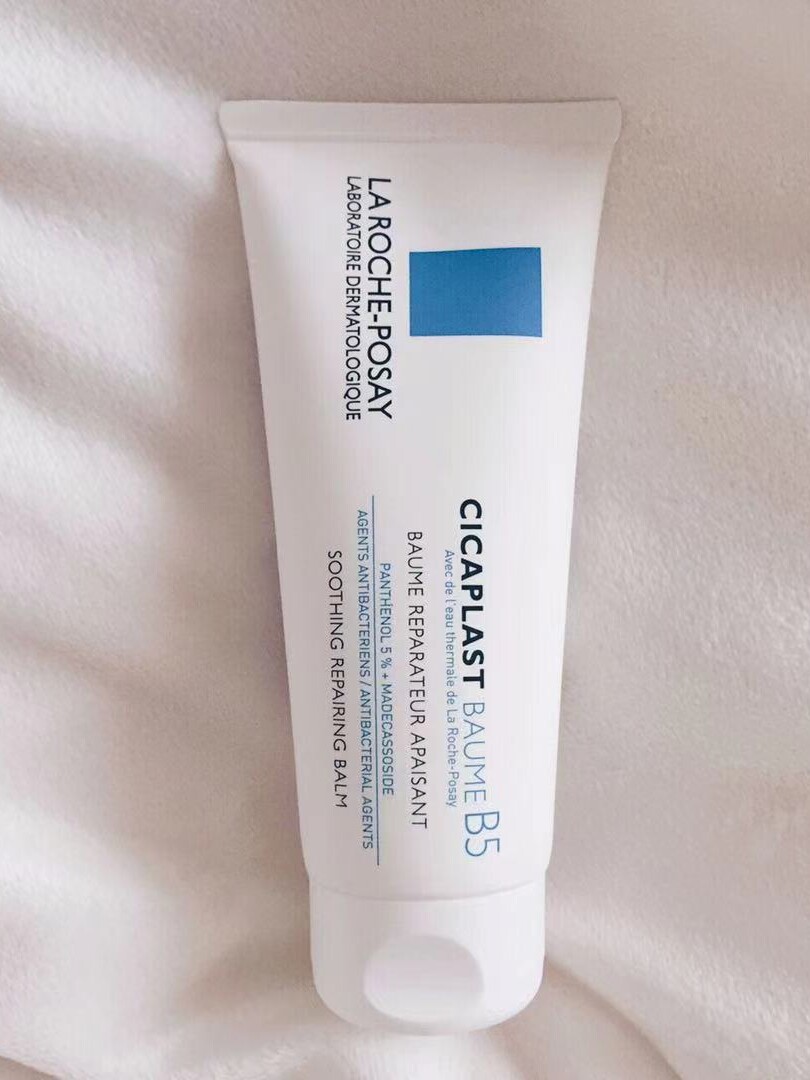 LA ROCHE-POSAY
LABORATOIRE DERMATOLOGIQUE
CICAPLAST BAUME B5
Avec de l'eau thermale de La Roche-Posay
BAUME REPARATEUR APAISANT
PANTHENOL 5 % + MADECASSOSIDE
AGENTS ANTIBACTERIENS / ANTIBACTERIAL AGENTS
SOOTHING REPAIRING BALM